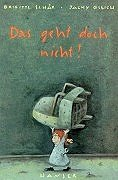 BRIGITTE SCHÄR · JACKY GLEICH
Das geht doch
nicht!
HANSER